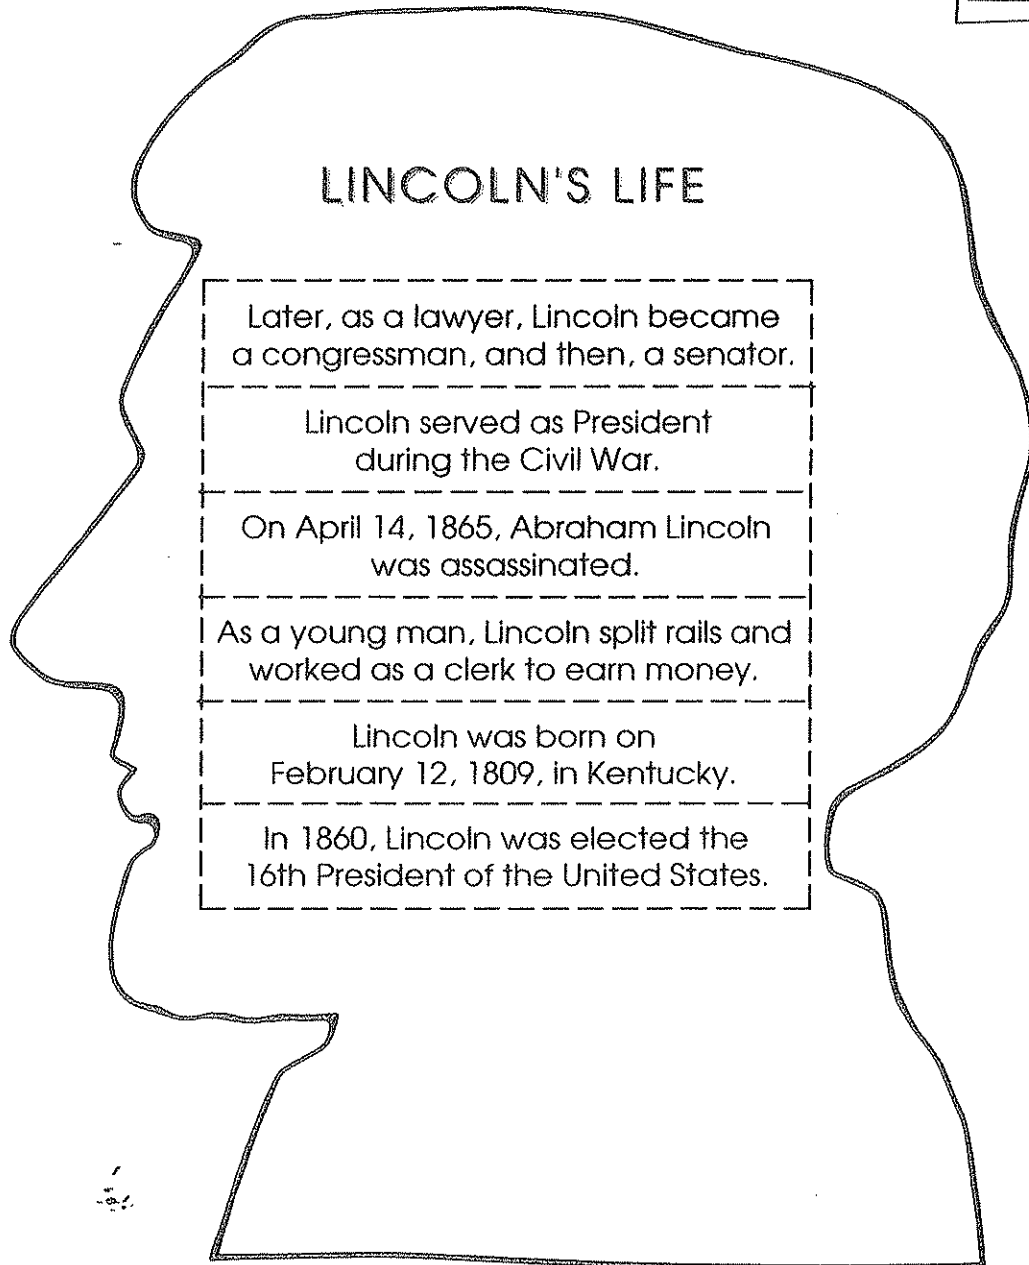 LINCOLN'S LIFE
Later, as a lawyer, Lincoln became
a congressman, and then, a senator.
Lincoln served as President
during the Civil War.
On April 14, 1865, Abraham Lincoln
was assassinated.
As a young man, Lincoln split rails and
worked as a clerk to earn money.
Lincoln was born on
February 12, 1809, in Kentucky.
In 1860, Lincoln was elected the
16th President of the United States.